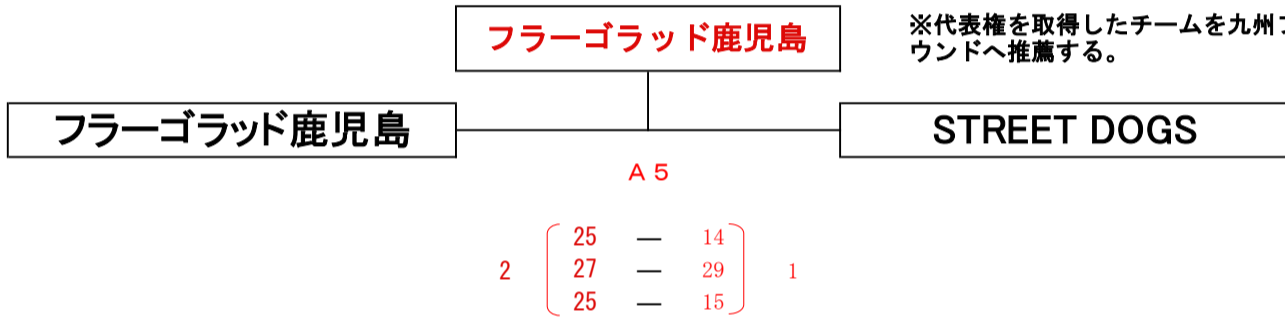 フラーゴラッド鹿児島
※代表権を取得したチームを九州
ウンドへ推薦する。
フラーゴラッド鹿児島
STREET DOGS
A 5
25 ― 14
2 27 ― 29 1
25 ― 15